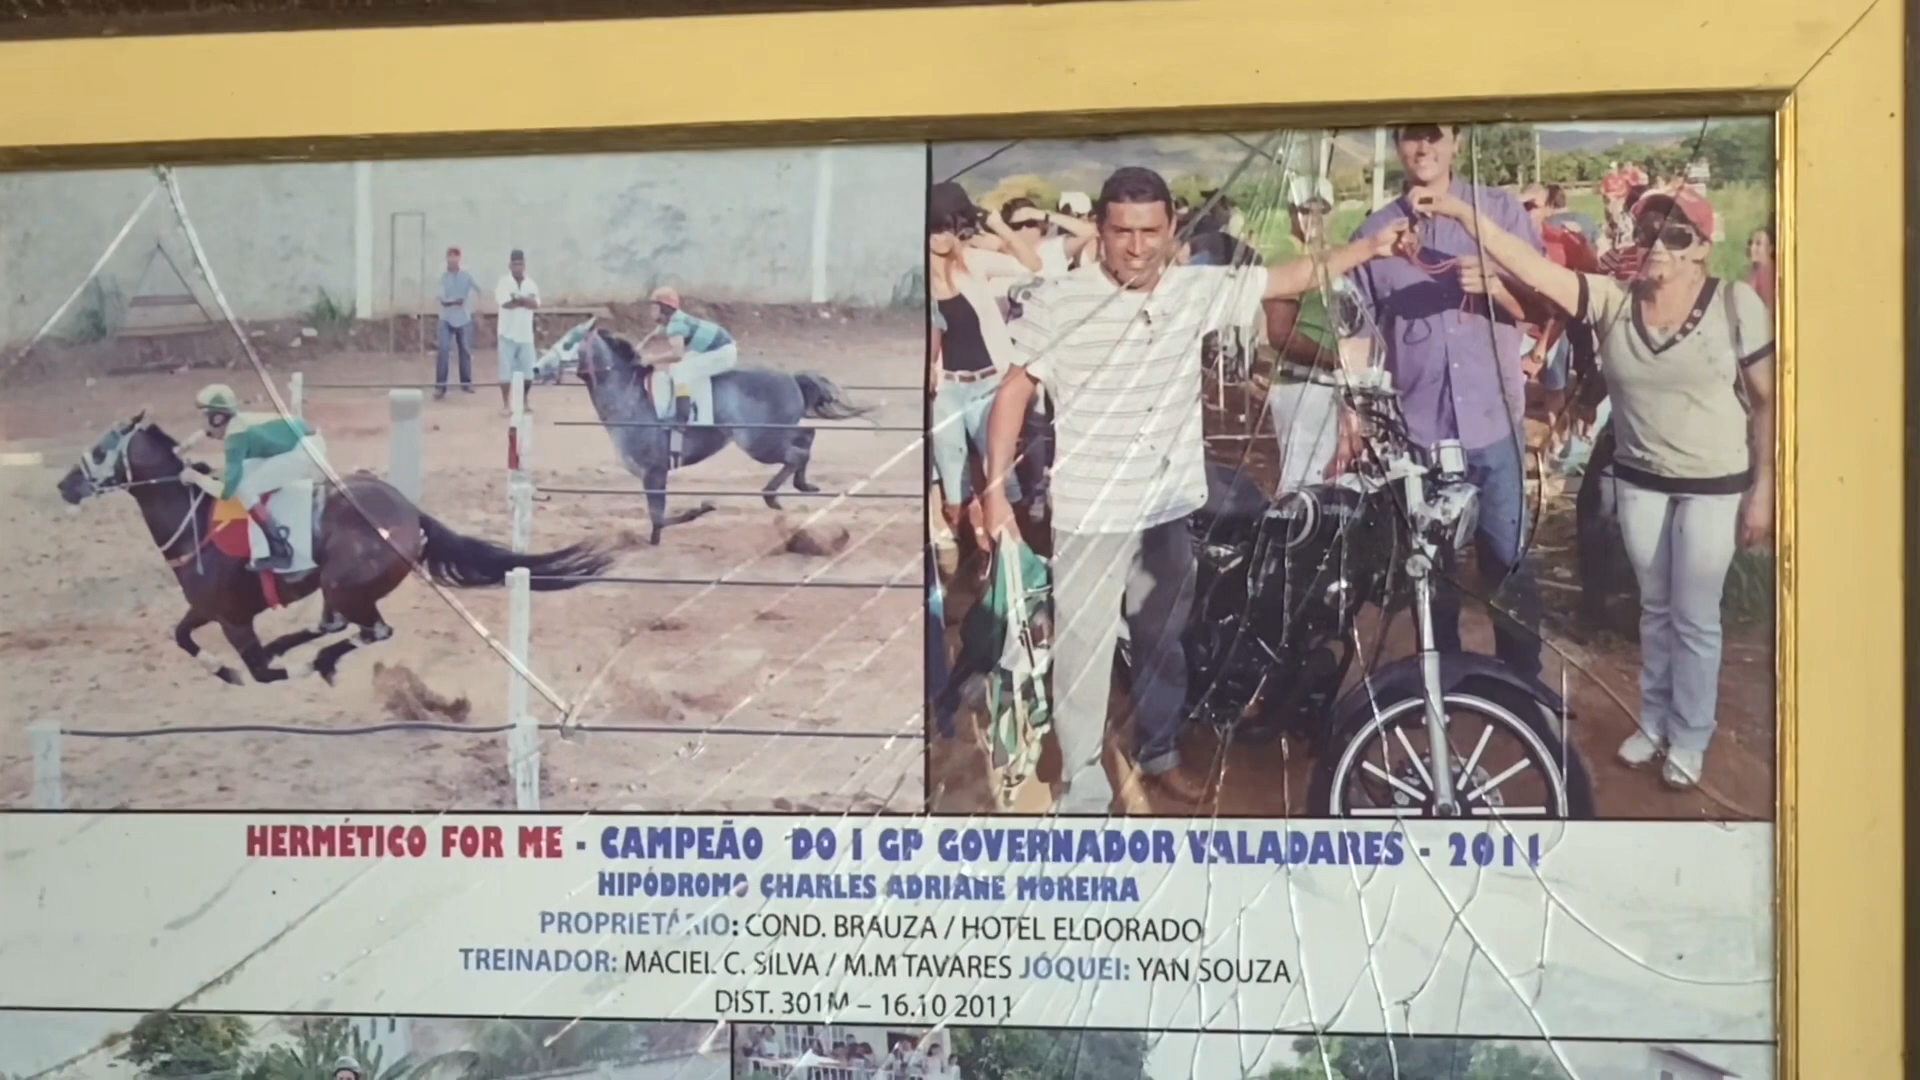 HERMÉTICO FOR ME - CAMPEÃO DO I GP GOVERNADOR VALADARES - 2011
HIPÓDROMO CHARLES ADRIANE MOREIRA
PROPRIETÁRIO: COND. BRAUZA / HOTEL ELDORADO
TREINADOR: MACIEL C. SILVA / M.M TAVARES JÓQUEI: YAN SOUZA
DIST. 301M – 16.10 2011